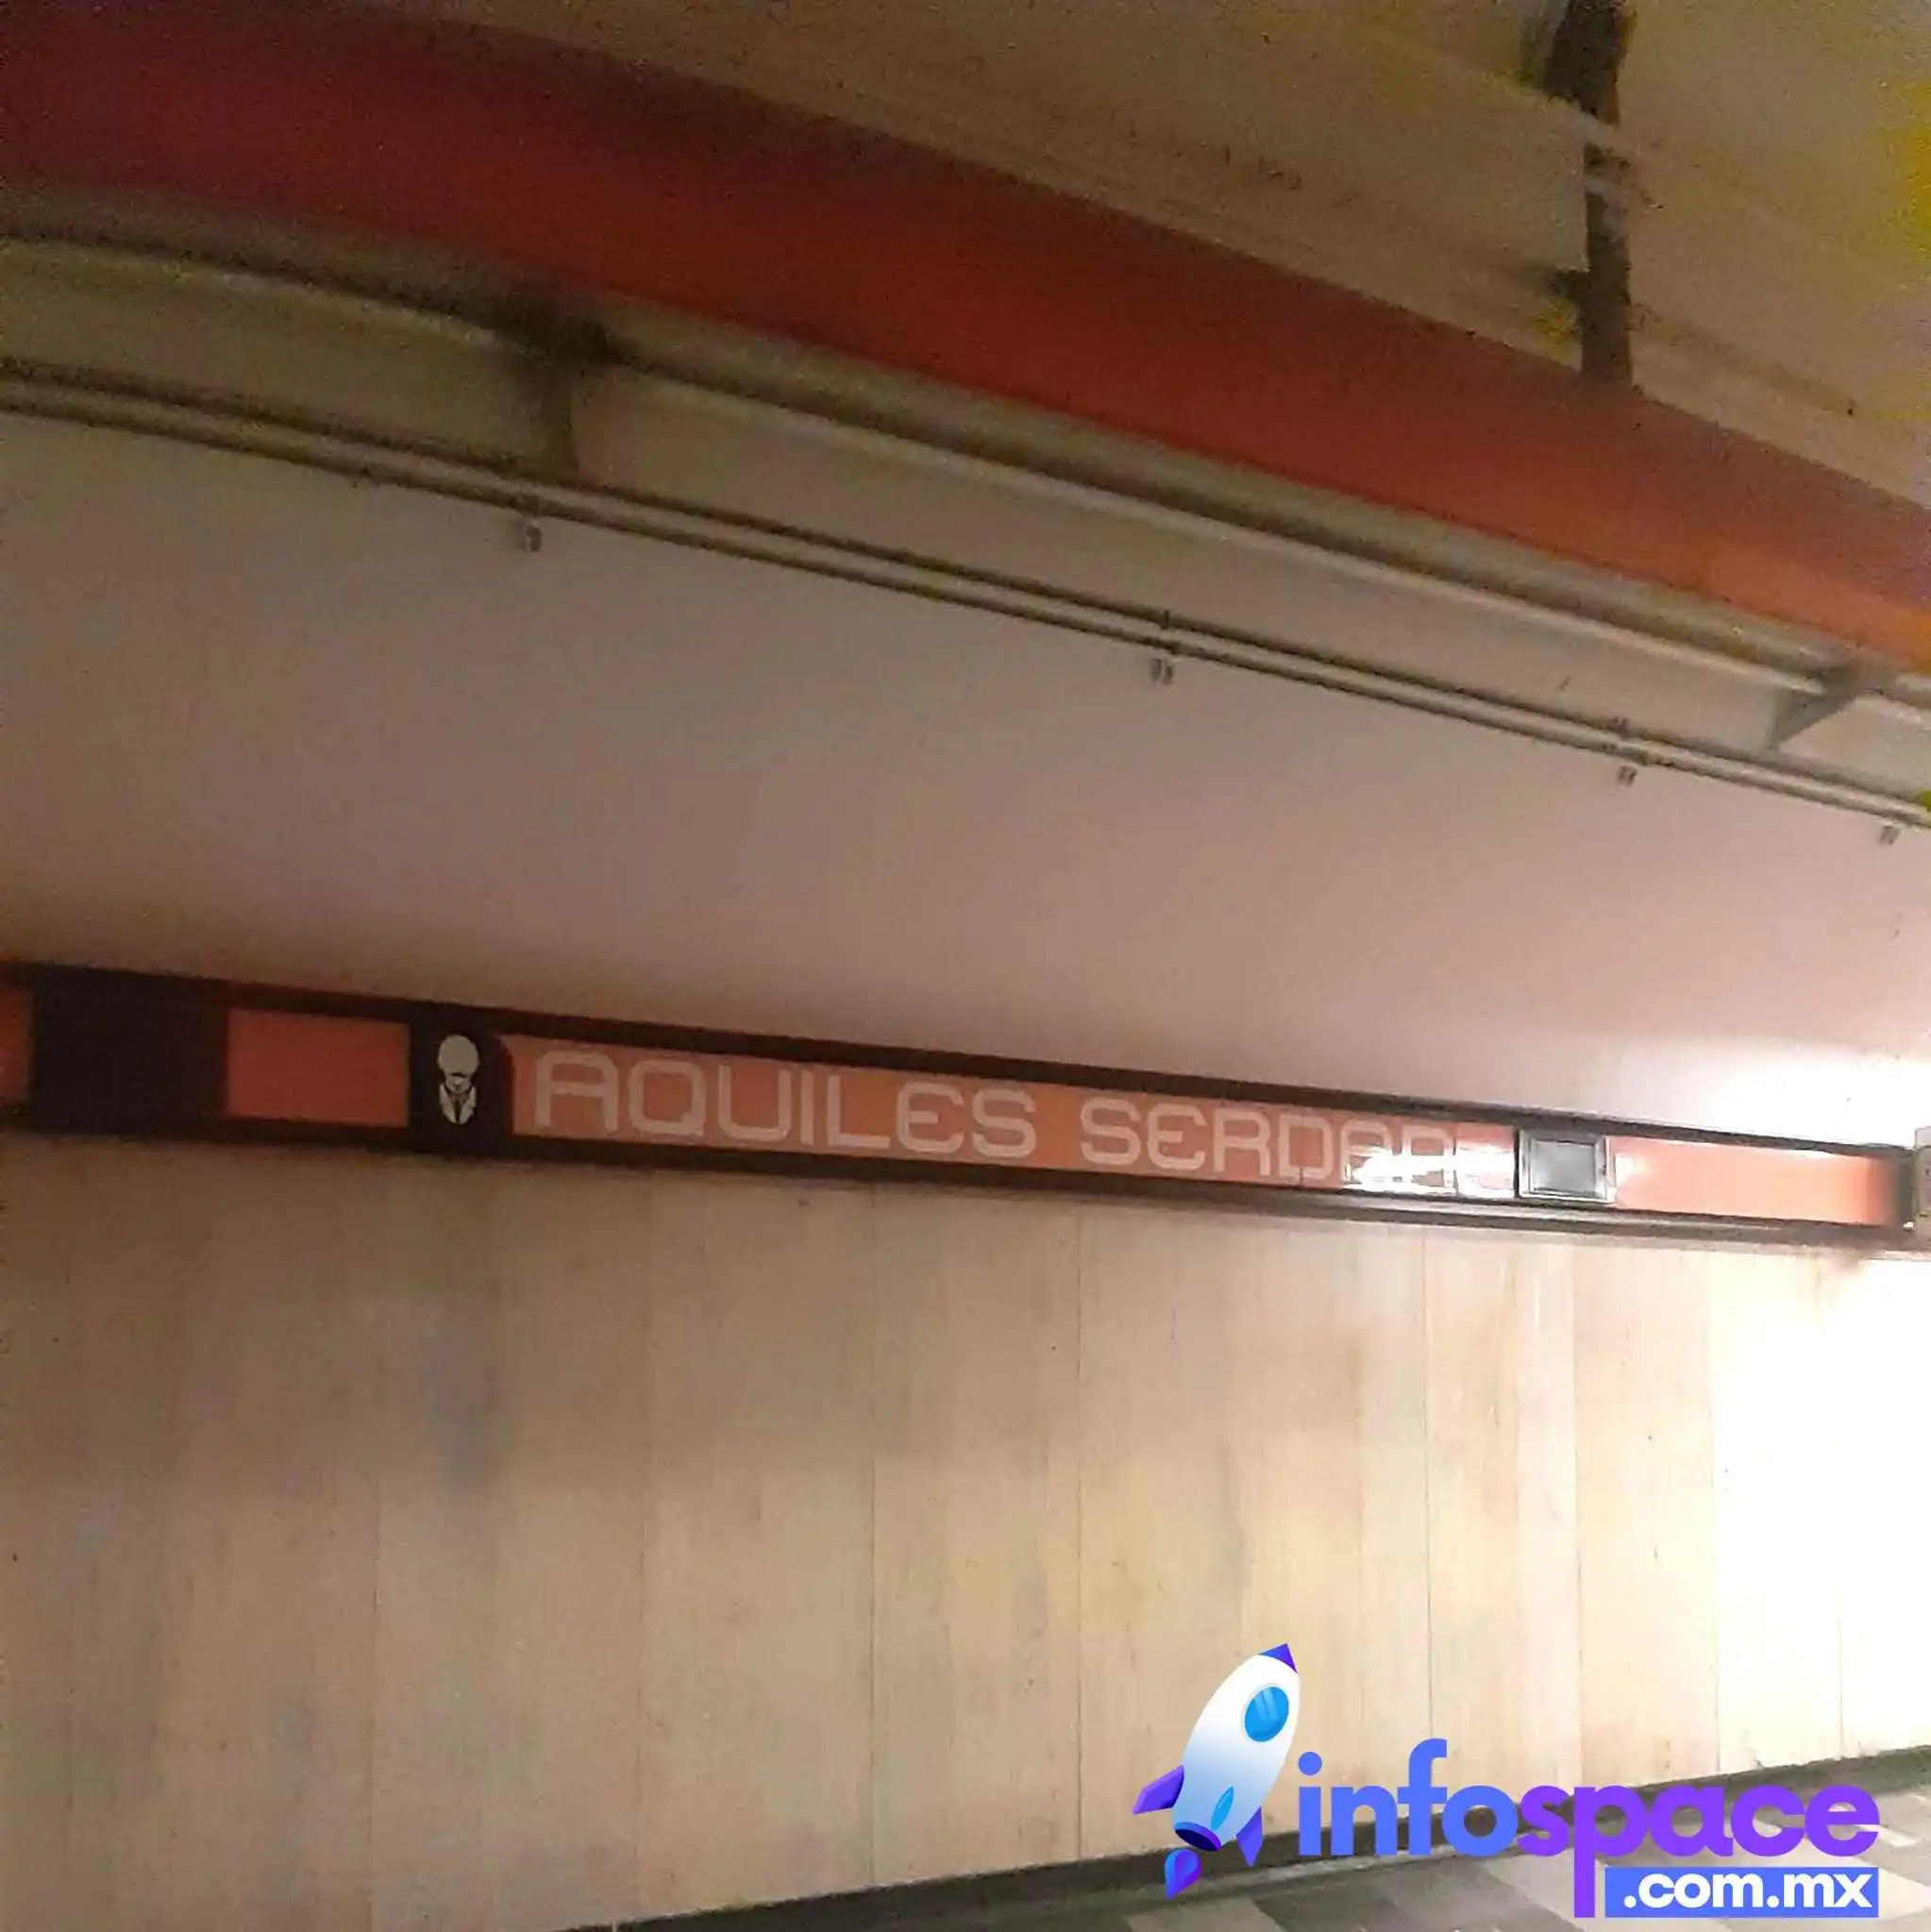 AQUILES SERDAN
infospace
.com.mx